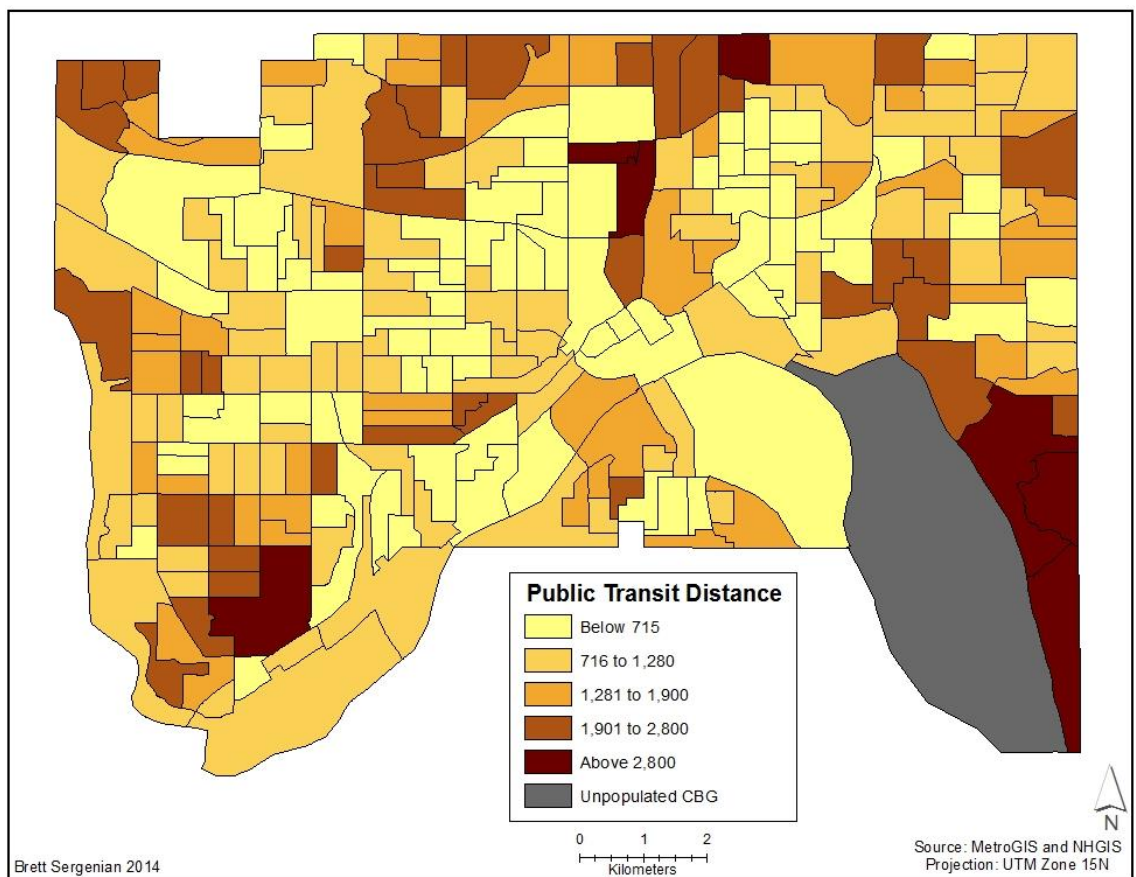 Public Transit Distance
Below 715
716 to 1,280
1,281 to 1,900
1,901 to 2,800
Above 2,800
Unpopulated CBG
0 1 2
Kilometers
N
Brett Sergenian 2014
Source: MetroGIS and NHGIS
Projection: UTM Zone 15N